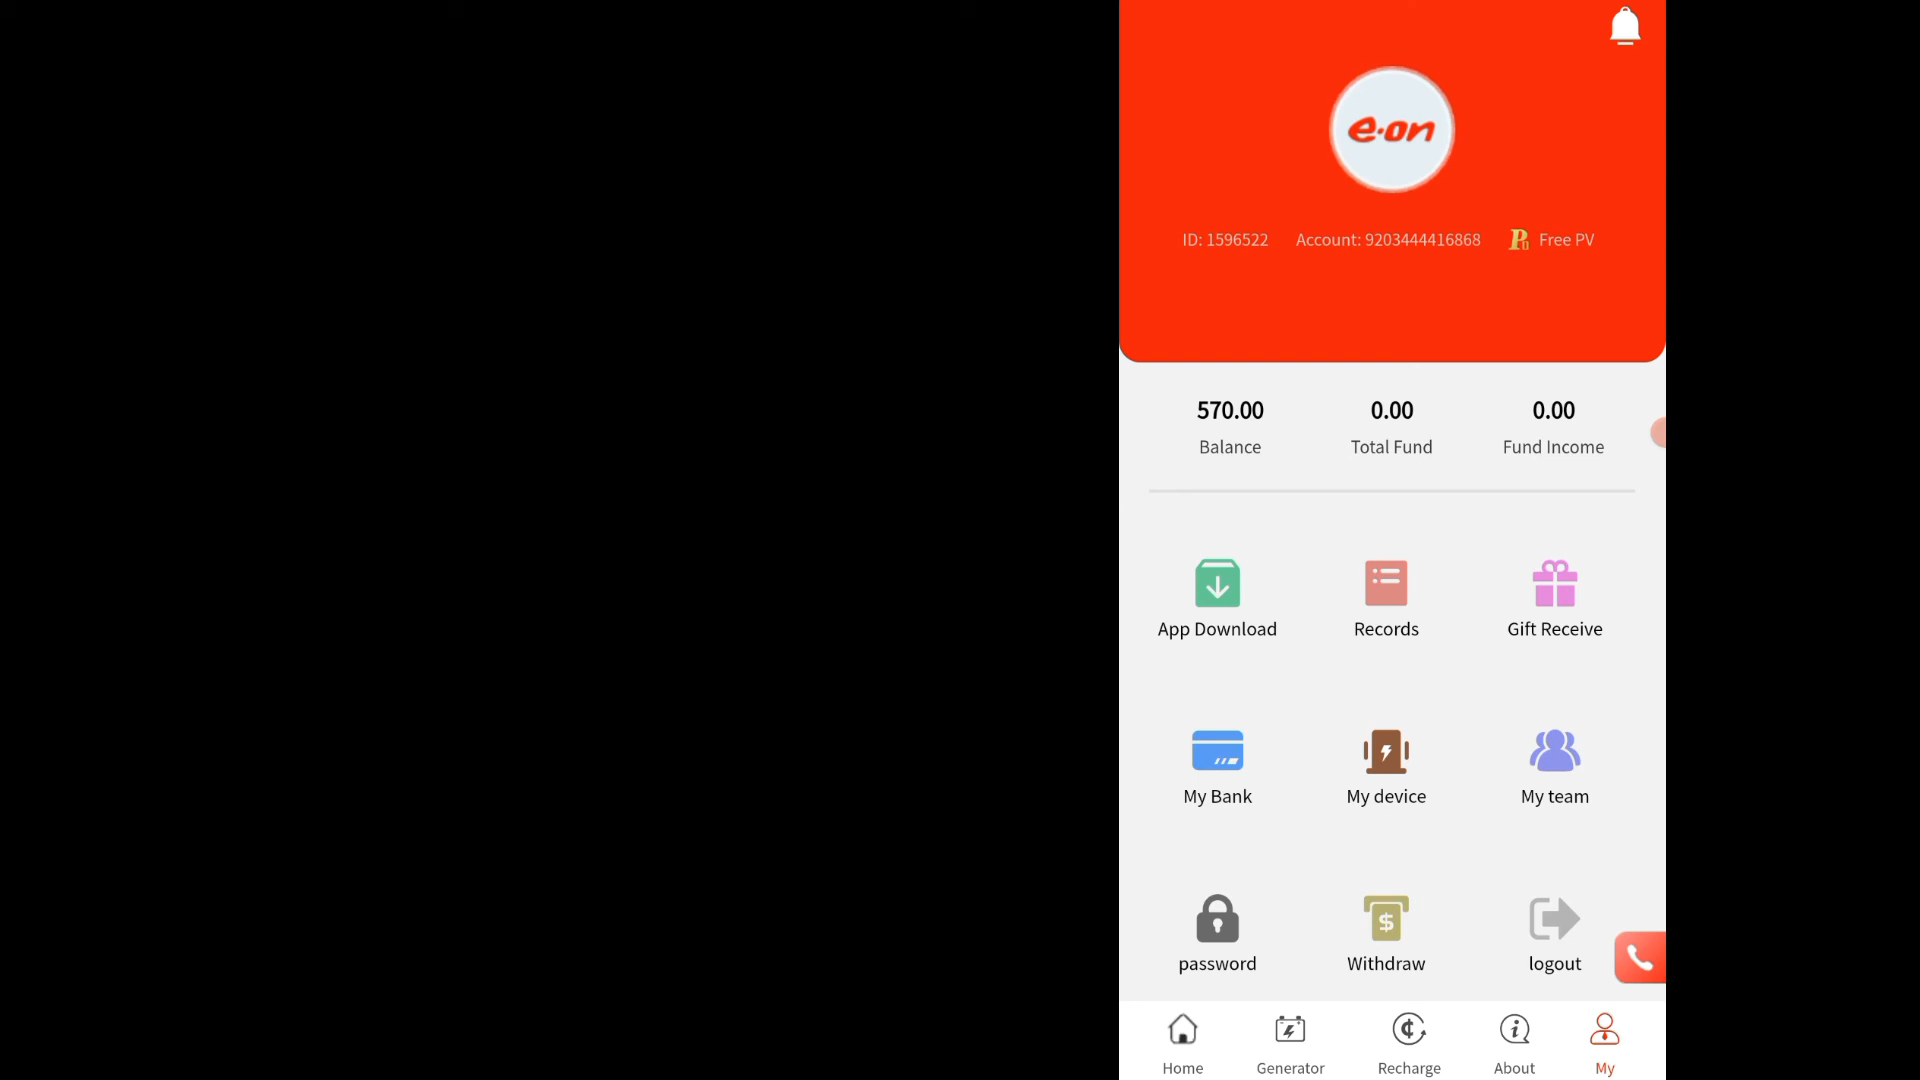 e·on
ID: 1596522 Account: 9203444416868 Free PV
570.00 0.00 0.00
Balance Total Fund Fund Income
App Download Records Gift Receive
My Bank My device My team
password Withdraw logout
Home Generator Recharge About My